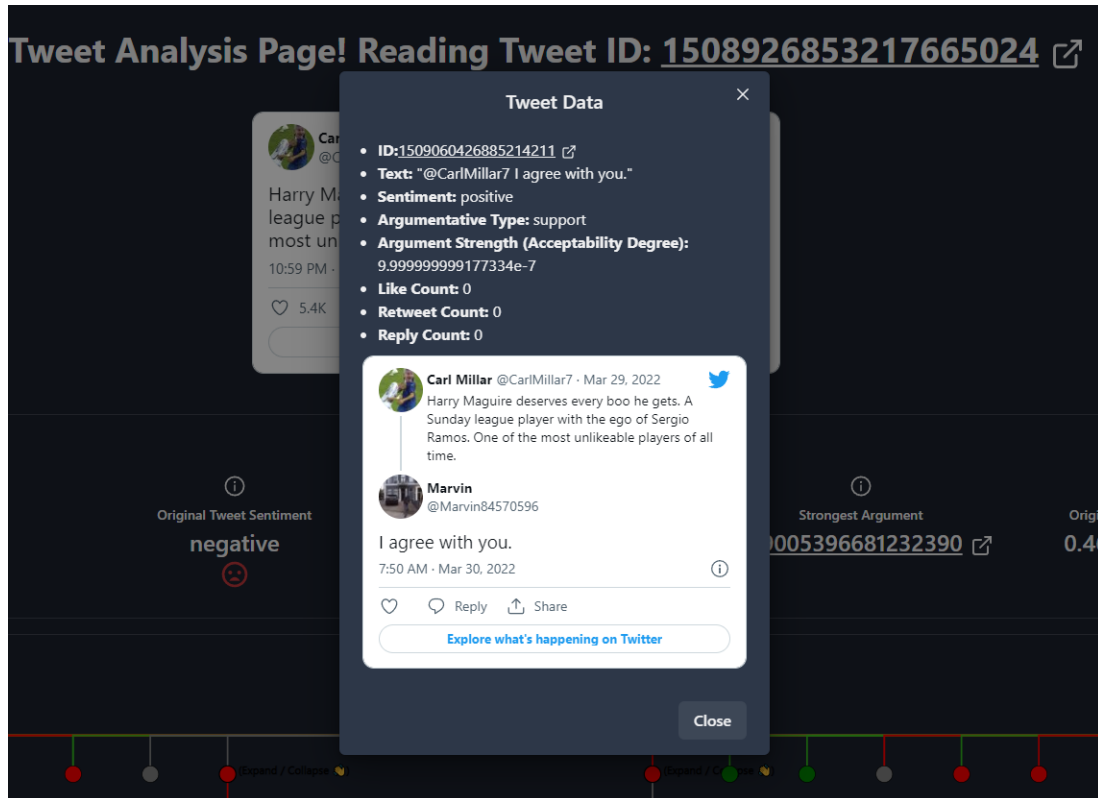 Tweet Analysis Page! Reading Tweet ID: 1508926853217665024
Tweet Data
Harry
league
most
10:59 PM ·
5.4K
ID:1509060426885214211
Text: "@CarlMillar7 I agree with you."
Sentiment: positive
Argumentative Type: support
Argument Strength (Acceptability Degree):
9.999999999177334e-7
Like Count: 0
Retweet Count: 0
Reply Count: 0
Carl Millar @CarlMillar7 · Mar 29, 2022
Harry Maguire deserves every boo he gets. A
Sunday league player with the ego of Sergio
Ramos. One of the most unlikeable players of all
time.
Marvin
@Marvin84570596
I agree with you.
7:50 AM · Mar 30, 2022
Reply Share
Explore what's happening on Twitter
Close
Original Tweet Sentiment
negative
Strongest Argument
005396681232390
(Expand / Collapse